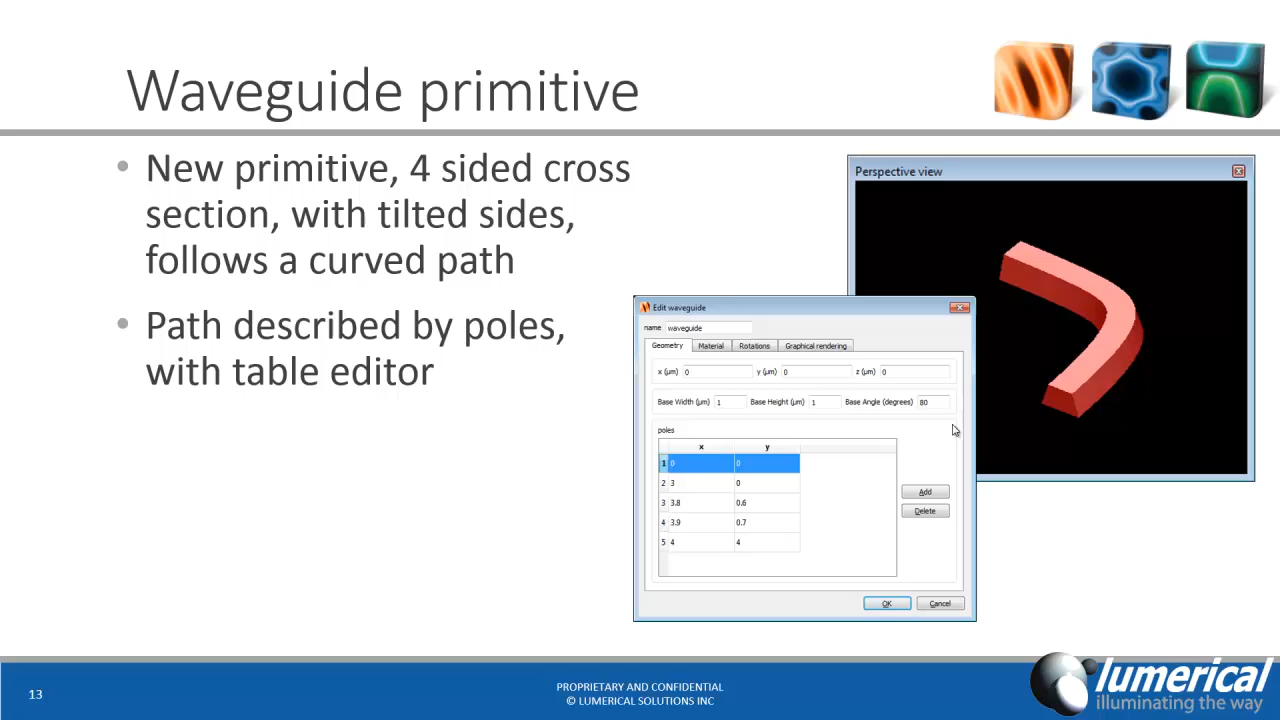 Waveguide primitive
• New primitive, 4 sided cross
section, with tilted sides,
follows a curved path
• Path described by poles,
with table editor
Perspective view
Edit waveguide
name waveguide
Geometry Material Rotations Graphical rendering
x (µm) 0 y (µm) 0 z (µm) 0
Base Width (µm) 1 Base Height (µm) 1 Base Angle (degrees) 80
poles
x y
1 0 0
2 3 0
3 3.8 0.6
4 3.9 0.7
5 4 4
Add
Delete
OK Cancel
13
PROPRIETARY AND CONFIDENTIAL
© LUMERICAL SOLUTIONS INC
lumerical
illuminating the way